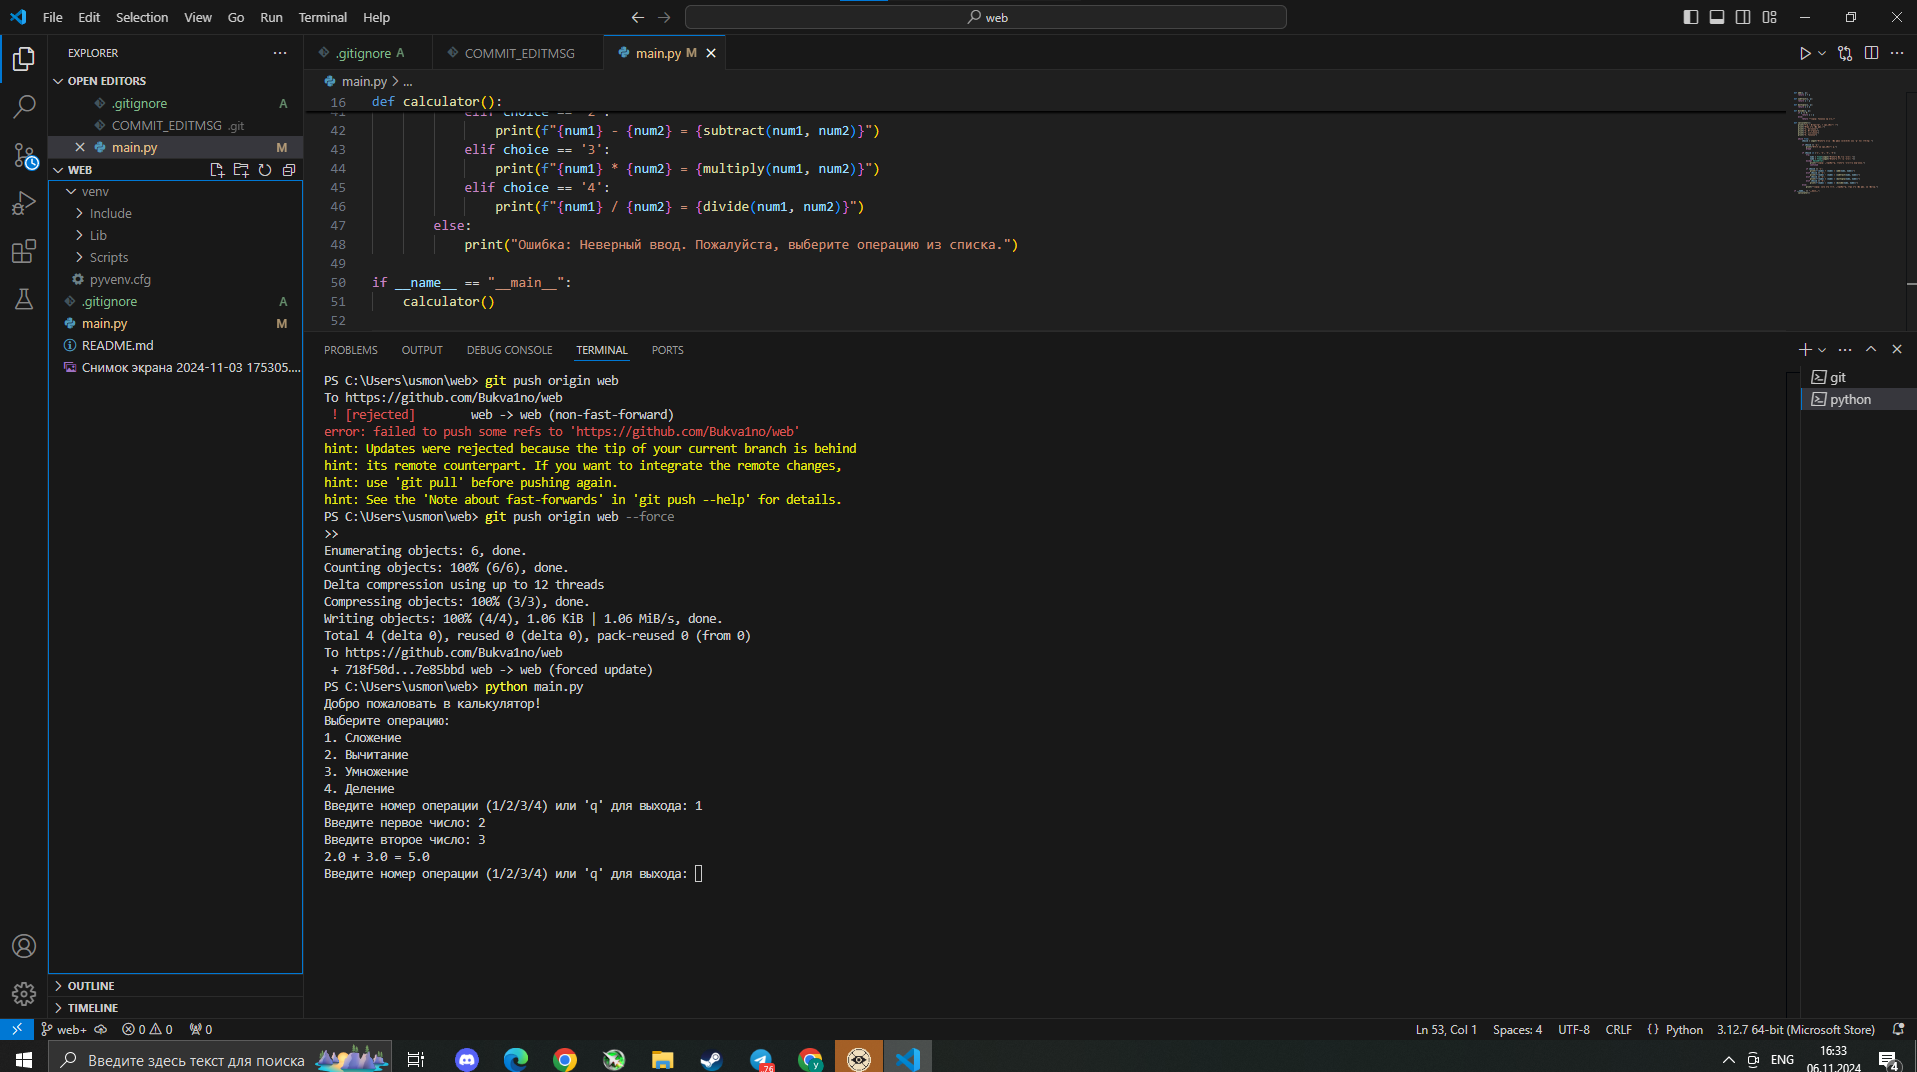 File Edit Selection View Go Run Terminal Help
web
EXPLORER
OPEN EDITORS
.gitignore A
COMMIT_EDITMSG .git
main.py M
WEB
venv
Include
Lib
Scripts
pyvenv.cfg
.gitignore A
main.py M
README.md
Снимок экрана 2024-11-03 175305....
OUTLINE
TIMELINE
.gitignore A
COMMIT_EDITMSG
main.py M
main.py > ...
16 def calculator():
41 elif choice == '2':
42 print(f"{num1} - {num2} = {subtract(num1, num2)}")
43 elif choice == '3':
44 print(f"{num1} * {num2} = {multiply(num1, num2)}")
45 elif choice == '4':
46 print(f"{num1} / {num2} = {divide(num1, num2)}")
47 else:
48 print("Ошибка: Неверный ввод. Пожалуйста, выберите операцию из списка.")
49
50 if __name__ == "__main__":
51 calculator()
52
PROBLEMS OUTPUT DEBUG CONSOLE TERMINAL PORTS
PS C:\Users\usmon\web> git push origin web
To https://github.com/Bukva1no/web
! [rejected] web -> web (non-fast-forward)
error: failed to push some refs to 'https://github.com/Bukva1no/web'
hint: Updates were rejected because the tip of your current branch is behind
hint: its remote counterpart. If you want to integrate the remote changes,
hint: use 'git pull' before pushing again.
hint: See the 'Note about fast-forwards' in 'git push --help' for details.
PS C:\Users\usmon\web> git push origin web --force
>>
Enumerating objects: 6, done.
Counting objects: 100% (6/6), done.
Delta compression using up to 12 threads
Compressing objects: 100% (3/3), done.
Writing objects: 100% (4/4), 1.06 KiB | 1.06 MiB/s, done.
Total 4 (delta 0), reused 0 (delta 0), pack-reused 0 (from 0)
To https://github.com/Bukva1no/web
+ 718f50d...7e85bbd web -> web (forced update)
PS C:\Users\usmon\web> python main.py
Добро пожаловать в калькулятор!
Выберите операцию:
1. Сложение
2. Вычитание
3. Умножение
4. Деление
Введите номер операции (1/2/3/4) или 'q' для выхода: 1
Введите первое число: 2
Введите второе число: 3
2.0 + 3.0 = 5.0
Введите номер операции (1/2/3/4) или 'q' для выхода:
git
python
web+ 0 0 0
Ln 53, Col 1 Spaces: 4 UTF-8 CRLF {} Python 3.12.7 64-bit (Microsoft Store)
Введите здесь текст для поиска
76
ENG
16:33
06.11.2024
4